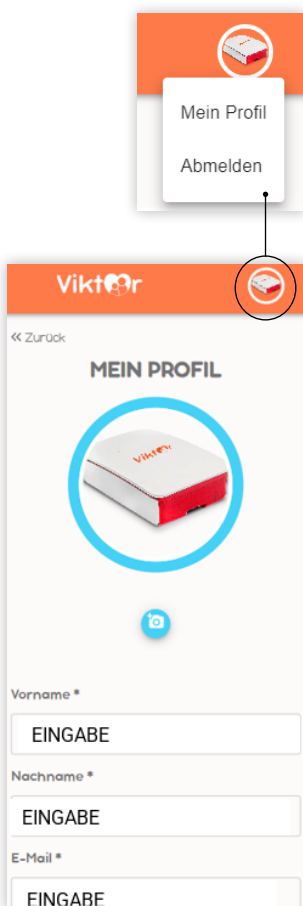 Mein Profil
Abmelden
Viktor
« Zurück
MEIN PROFIL
Viktor
Vorname *
EINGABE
Nachname *
EINGABE
E-Mail *
EINGABE